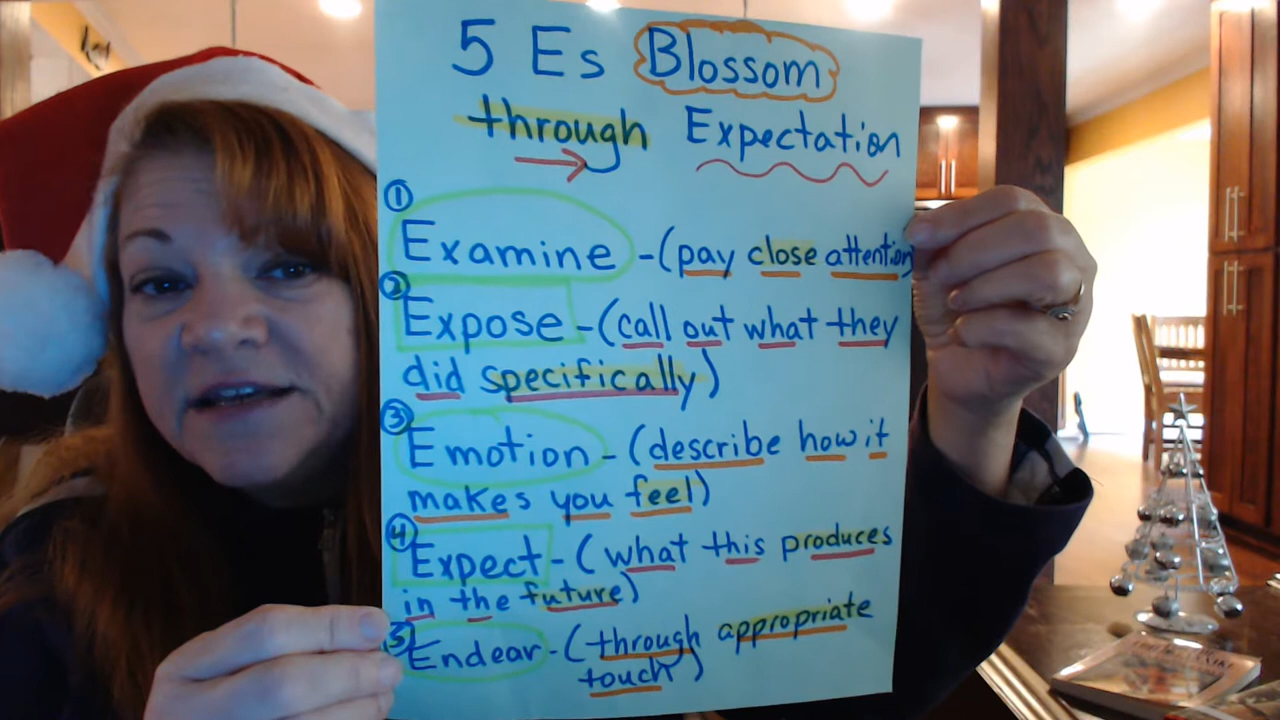 5 Es Blossom
through Expectation
① Examine - (pay close attention)
② Expose - (call out what they
did specifically)
③ Emotion - (describe how it
makes you feel)
④ Expect - (what this produces
in the future)
⑤ Endear - (through appropriate
touch)